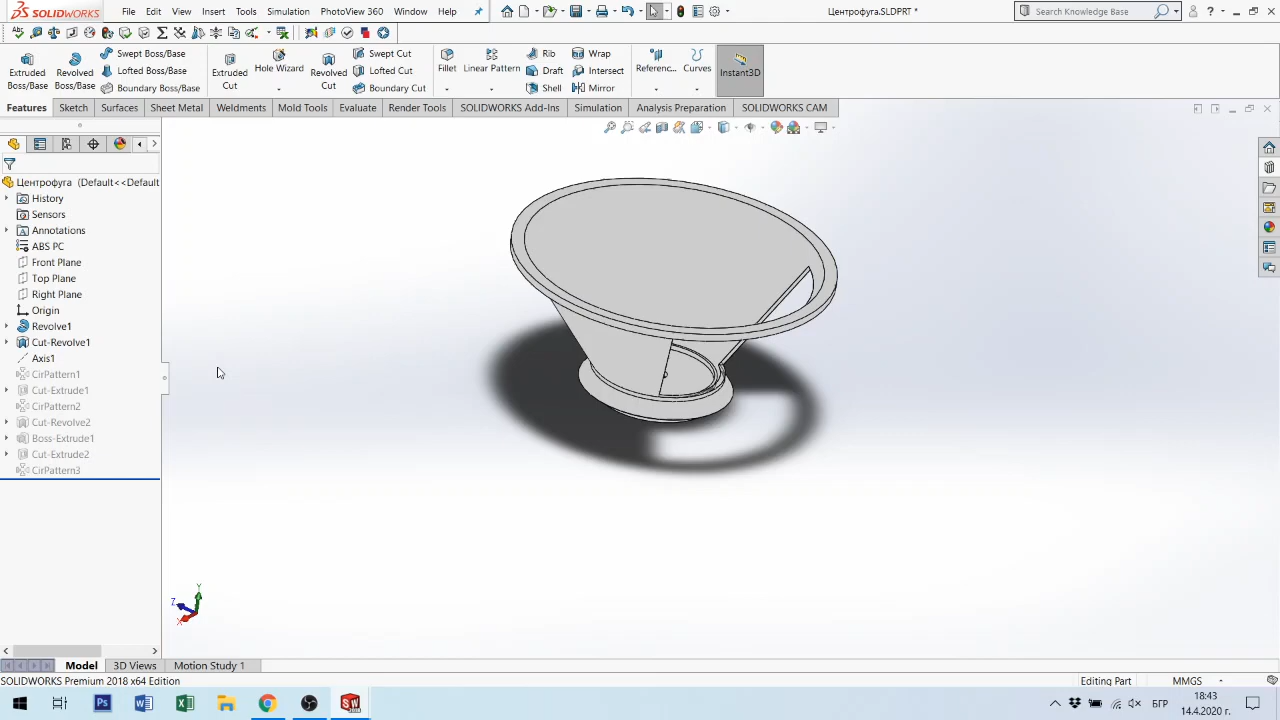 SOLIDWORKS File Edit View Insert Tools Simulation PhotoView 360 Window Help Центрофуга.SLDPRT * Search Knowledge Base ?
Extruded Boss/Base
Revolved Boss/Base
Swept Boss/Base
Lofted Boss/Base
Boundary Boss/Base
Extruded Cut
Hole Wizard
Revolved Cut
Swept Cut
Lofted Cut
Boundary Cut
Fillet
Linear Pattern
Rib
Draft
Shell
Wrap
Intersect
Mirror
Referenc...
Curves
Instant3D
Features Sketch Surfaces Sheet Metal Weldments Mold Tools Evaluate Render Tools SOLIDWORKS Add-Ins Simulation Analysis Preparation SOLIDWORKS CAM
Центрофуга (Default<<Default
History
Sensors
Annotations
ABS PC
Front Plane
Top Plane
Right Plane
Origin
Revolve1
Cut-Revolve1
Axis1
CirPattern1
Cut-Extrude1
CirPattern2
Cut-Revolve2
Boss-Extrude1
Cut-Extrude2
CirPattern3
Y
Z
X
Model 3D Views Motion Study 1
SOLIDWORKS Premium 2018 x64 Edition Editing Part MMGS
БГР 18:43
14.4.2020 г.